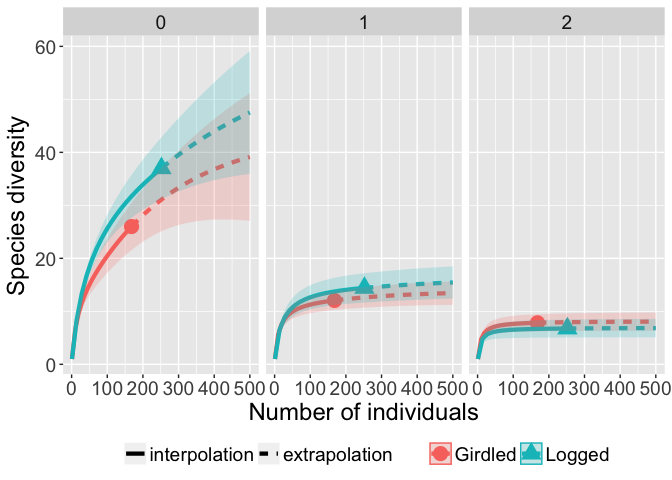 0 1 2
Species diversity
60
40
20
0
0 100 200 300 400 500 0 100 200 300 400 500 0 100 200 300 400 500
Number of individuals
interpolation extrapolation Girdled Logged